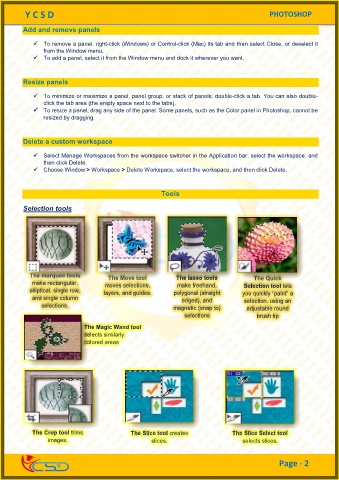 Y C S D
PHOTOSHOP
Add and remove panels
✓ To remove a panel, right-click (Windows) or Control-click (Mac) its tab and then select Close, or deselect it
from the Window menu.
✓ To add a panel, select it from the Window menu and dock it wherever you want.
Resize panels
✓ To minimize or maximize a panel, panel group, or stack of panels, double-click a tab. You can also double-
click the tab area (the empty space next to the tabs).
✓ To resize a panel, drag any side of the panel. Some panels, such as the Color panel in Photoshop, cannot be
resized by dragging.
Delete a custom workspace
✓ Select Manage Workspaces from the workspace switcher in the Application bar, select the workspace, and
then click Delete.
✓ Choose Window > Workspace > Delete Workspace, select the workspace, and then click Delete.
Tools
Selection tools
The marquee tools
make rectangular,
elliptical, single row,
and single column
selections.
The Move tool
moves selections,
layers, and guides.
The lasso tools
make freehand,
polygonal (straight
edged), and
magnetic (snap to)
selections
The Quick
Selection tool lets
you quickly "paint" a
selection, using an
adjustable round
brush tip
The Magic Wand tool
selects similarly
colored areas
The Crop tool trims
images.
The Slice tool creates
slices.
The Slice Select tool
selects slices.
YCSD
Page - 2